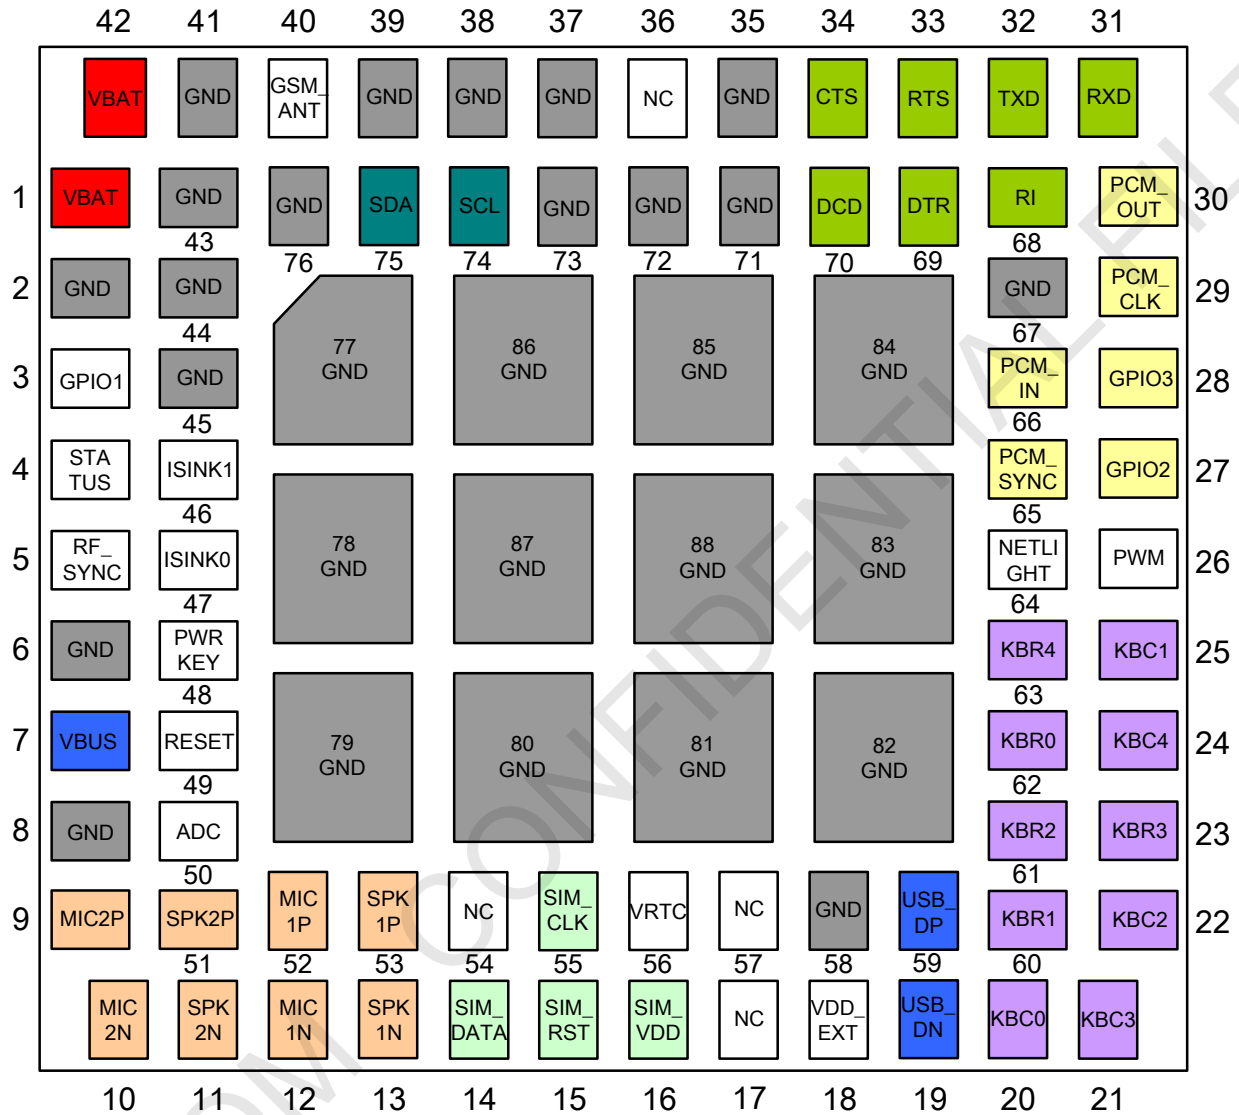 42 41 40 39 38 37 36 35 34 33 32 31
VBAT GND GSM_ GND GND GND NC GND CTS RTS TXD RXD
ANT
1 VBAT GND GND SDA SCL GND GND GND DCD DTR RI PCM_ 30
OUT
43 68
76 75 74 73 72 71 70 69
2 GND GND GND PCM_ 29
CLK
44 67
77 86 85 84
GND GND GND GND
3 GPIO1 GND PCM_ GPIO3 28
IN
45 66
4 STA ISINK1 PCM_ GPIO2 27
TUS SYNC
46 65
78 87 88 83
GND GND GND GND
5 RF_ ISINK0 NETLI PWM 26
SYNC GHT
47 64
6 GND PWR KBR4 KBC1 25
KEY
48 63
7 VBUS RESET KBR0 KBC4 24
79 80 81 82
GND GND GND GND
49 62
8 GND ADC KBR2 KBR3 23
50 61
9 MIC2P SPK2P MIC SPK NC SIM_ VRTC NC GND USB_ KBR1 KBC2 22
1P 1P CLK DP
51 52 53 54 55 56 57 58 59 60
MIC SPK MIC SPK SIM_ SIM_ SIM_ NC VDD_ USB_ KBC0 KBC3
2N 2N 1N 1N DATA RST VDD EXT DN
10 11 12 13 14 15 16 17 18 19 20 21
COM CONFIDENTIAL FILE